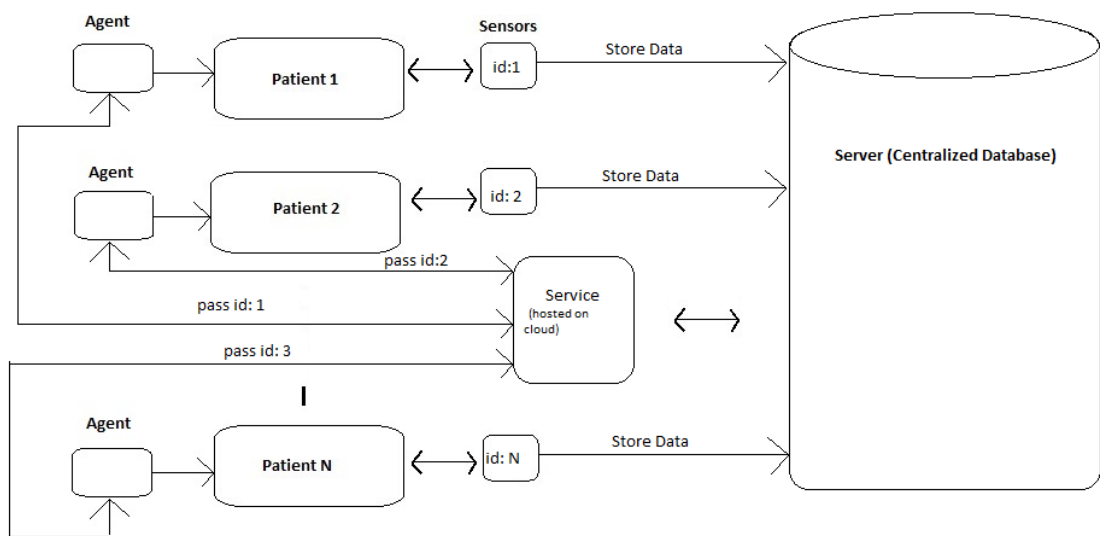 Agent
Sensors
Patient 1
id:1
Store Data
Server (Centralized Database)
Agent
Patient 2
id: 2
Store Data
pass id:2
Service
(hosted on
cloud)
pass id: 1
pass id: 3
Agent
Patient N
id: N
Store Data